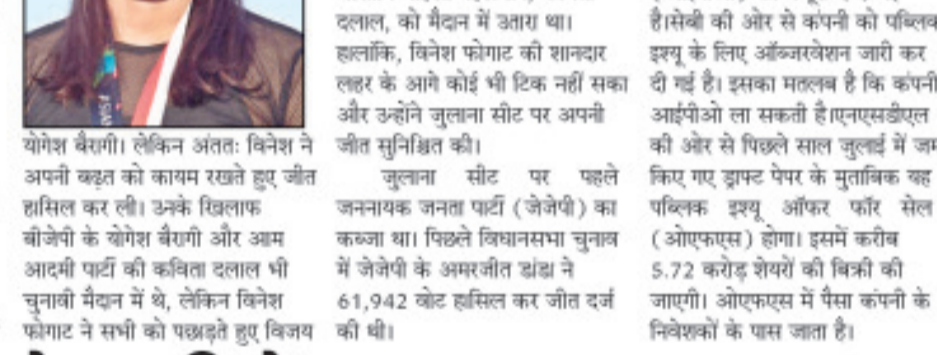 योगेश बैरागी। लेकिन अंततः विनेश ने
अपनी बढ़त को कायम रखते हुए जीत
हासिल कर ली। उनके खिलाफ
बीजेपी के योगेश बैरागी और आम
आदमी पार्टी की कविता दलाल भी
चुनावी मैदान में थे, लेकिन विनेश
फोगाट ने सभी को पछाड़ते हुए विजय
दलाल, को मैदान में उतारा था।
हालांकि, विनेश फोगाट की शानदार
लहर के आगे कोई भी टिक नहीं सका
और उन्होंने जुलाना सीट पर अपनी
जीत सुनिश्चित की।
जुलाना सीट पर पहले
जननायक जनता पार्टी (जेजेपी) का
कब्जा था। पिछले विधानसभा चुनाव
में जेजेपी के अमरजीत ढांडा ने
61,942 वोट हासिल कर जीत दर्ज
की थी।
है।सेबी की ओर से कंपनी को पब्लिक
इश्यू के लिए ऑब्जरवेशन जारी कर
दी गई है। इसका मतलब है कि कंपनी
आईपीओ ला सकती है।एनएसडीएल
की ओर से पिछले साल जुलाई में जम
किए गए ड्राफ्ट पेपर के मुताबिक यह
पब्लिक इश्यू ऑफर फॉर सेल
(ओएफएस) होगा। इसमें करीब
5.72 करोड़ शेयरों की बिक्री की
जाएगी। ओएफएस में पैसा कंपनी के
निवेशकों के पास जाता है।